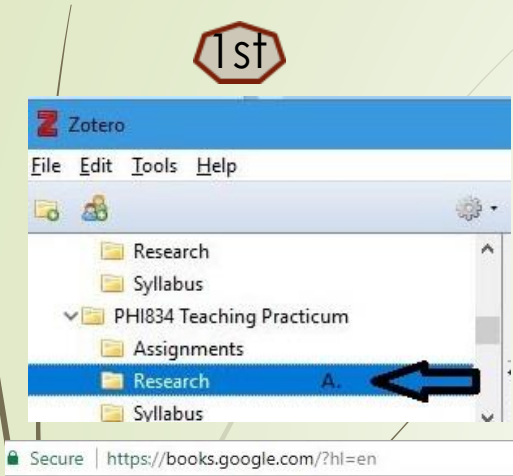 1st
Zotero
File Edit Tools Help
Research
Syllabus
PHI834 Teaching Practicum
Assignments
Research A.
Syllabus
Secure | https://books.google.com/?hl=en